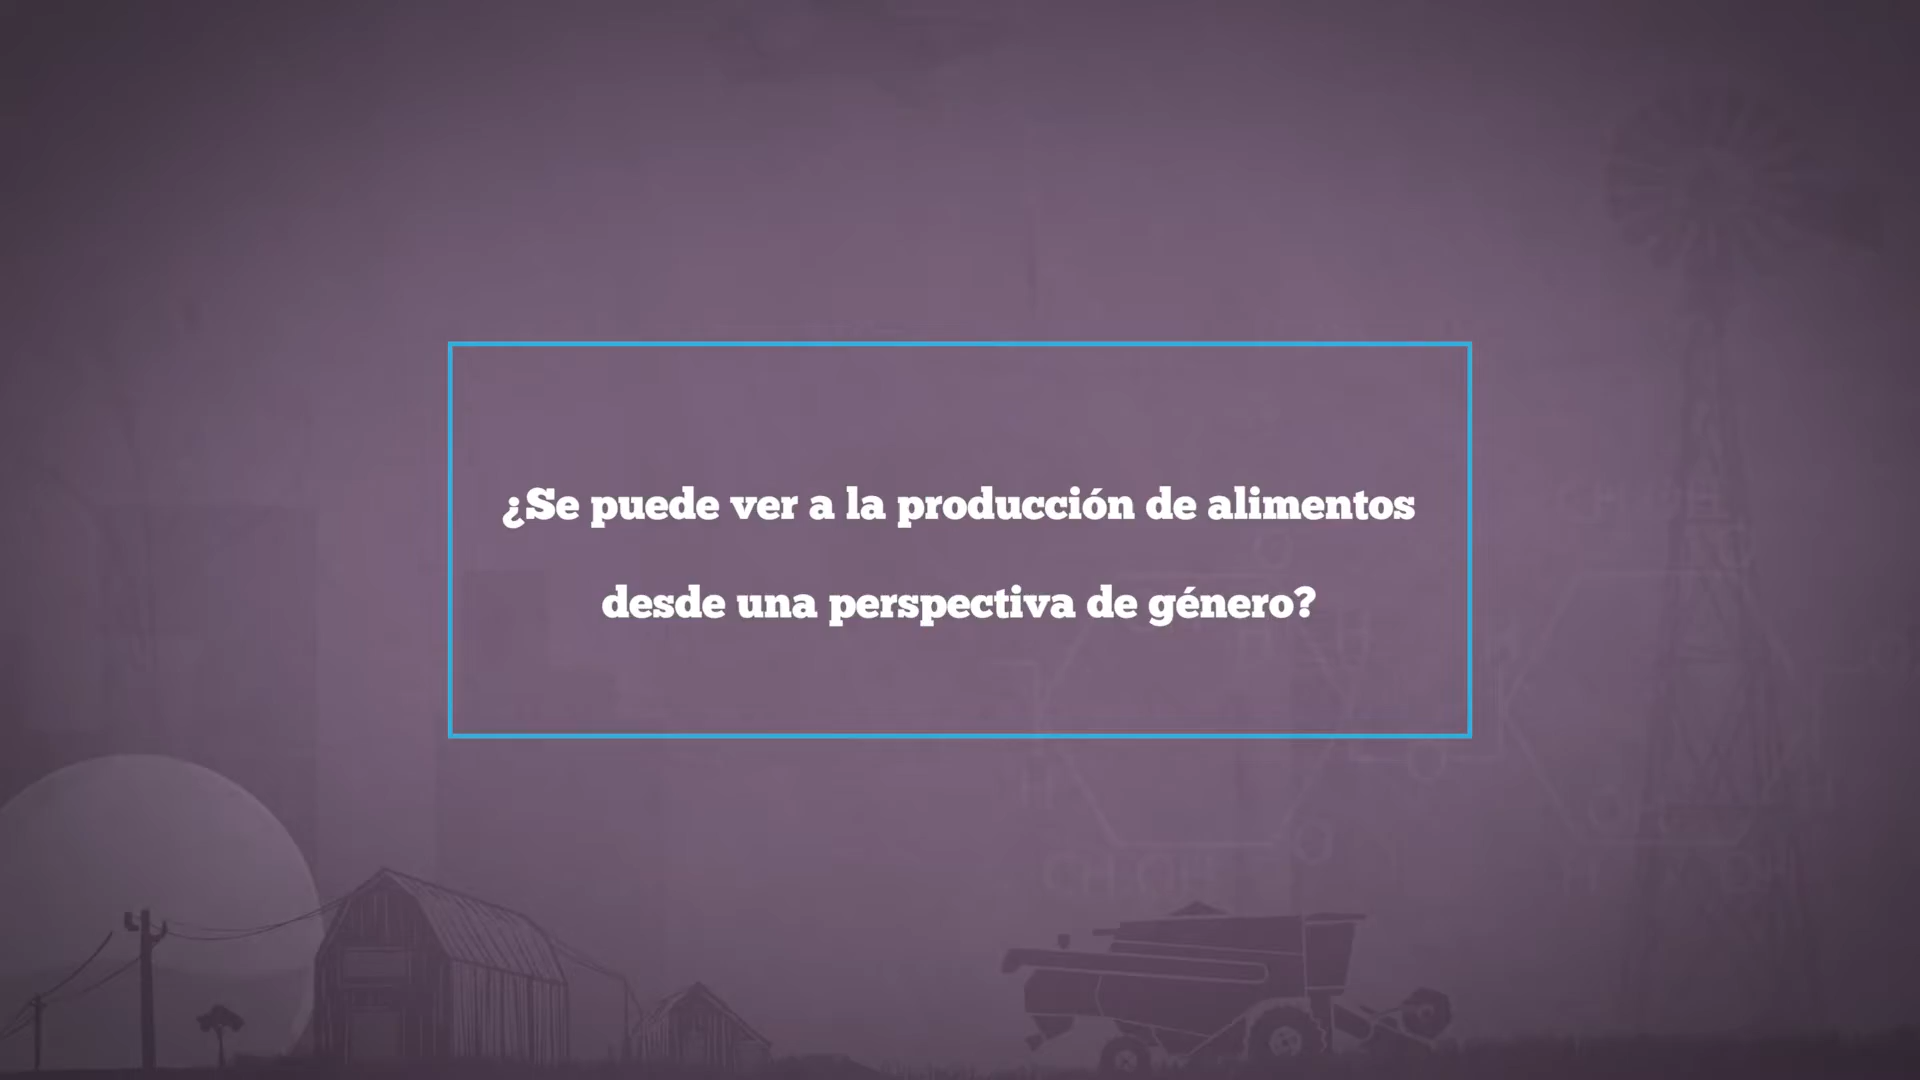 ¿Se puede ver a la producción de alimentos
desde una perspectiva de género?